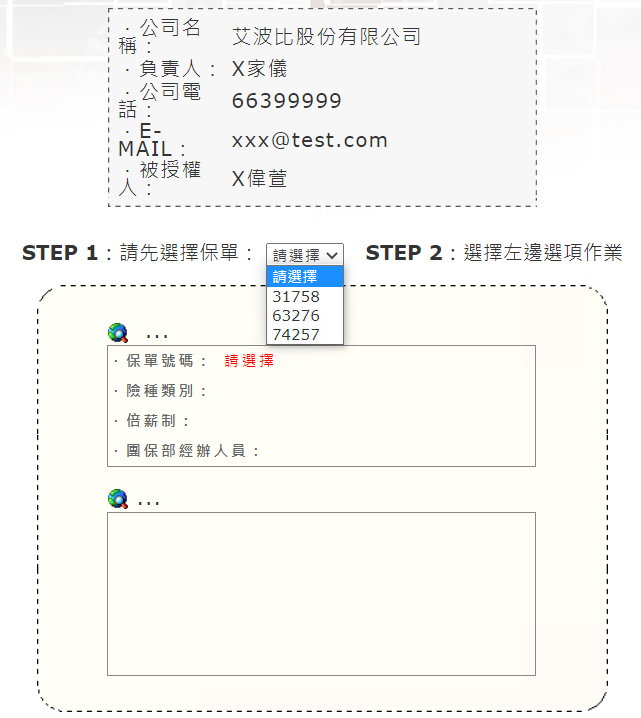 ．公司名
稱：
艾波比股份有限公司
．負責人： X家儀
．公司電
話：
66399999
．E-
MAIL：
xxx@test.com
．被授權
人：
X偉萱
STEP 1：請先選擇保單： 請選擇 STEP 2：選擇左邊選項作業
請選擇
31758
63276
74257
...
．保單號碼： 請選擇
．險種類別：
．倍薪制：
．團保部經辦人員：
...